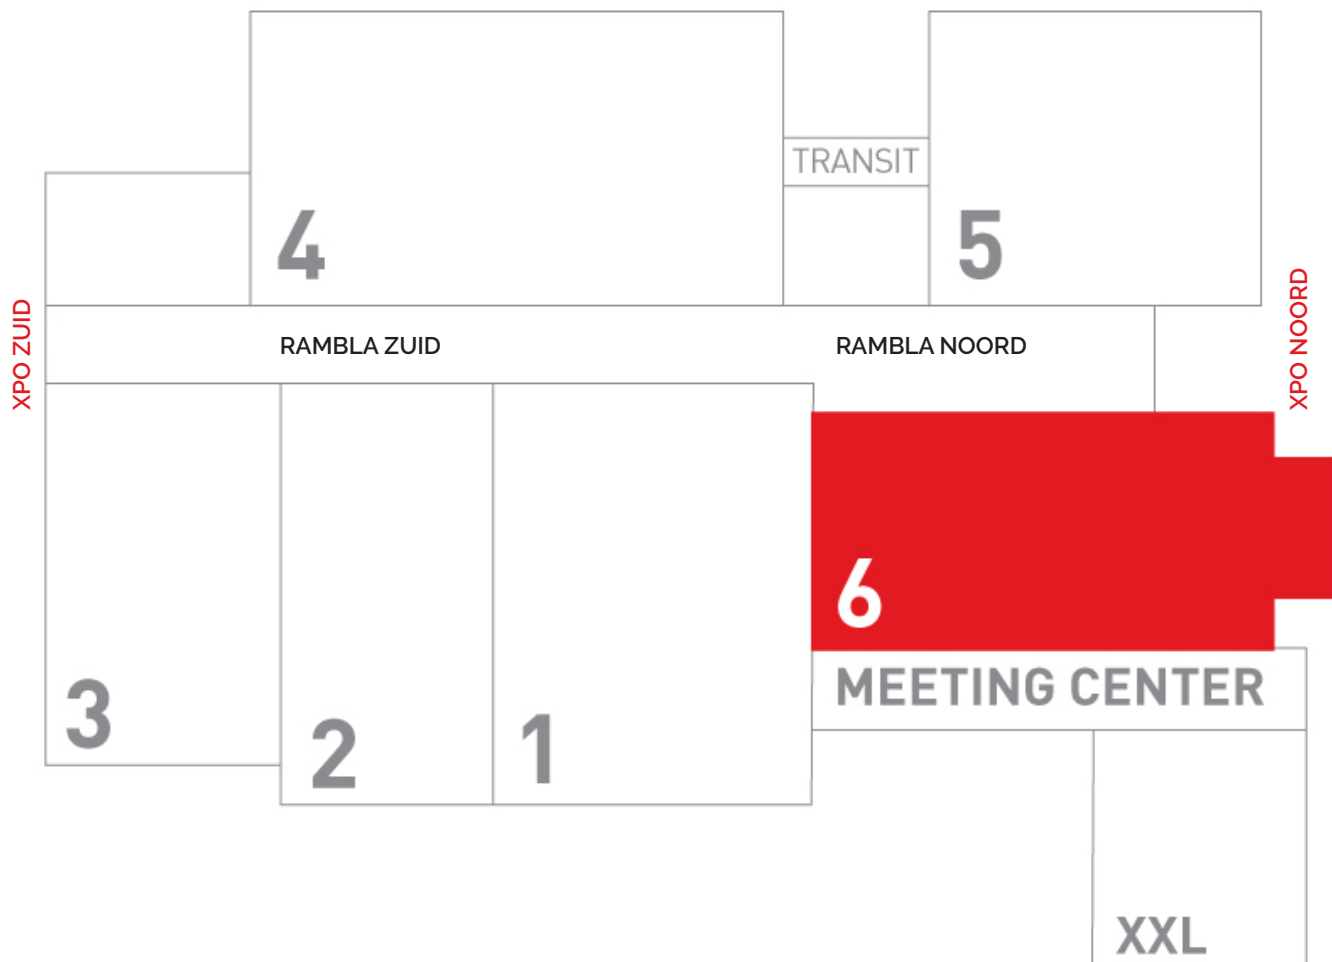 TRANSIT
4
5
XPO ZUID
RAMBLA ZUID
RAMBLA NOORD
XPO NOORD
6
MEETING CENTER
3
2
1
XXL